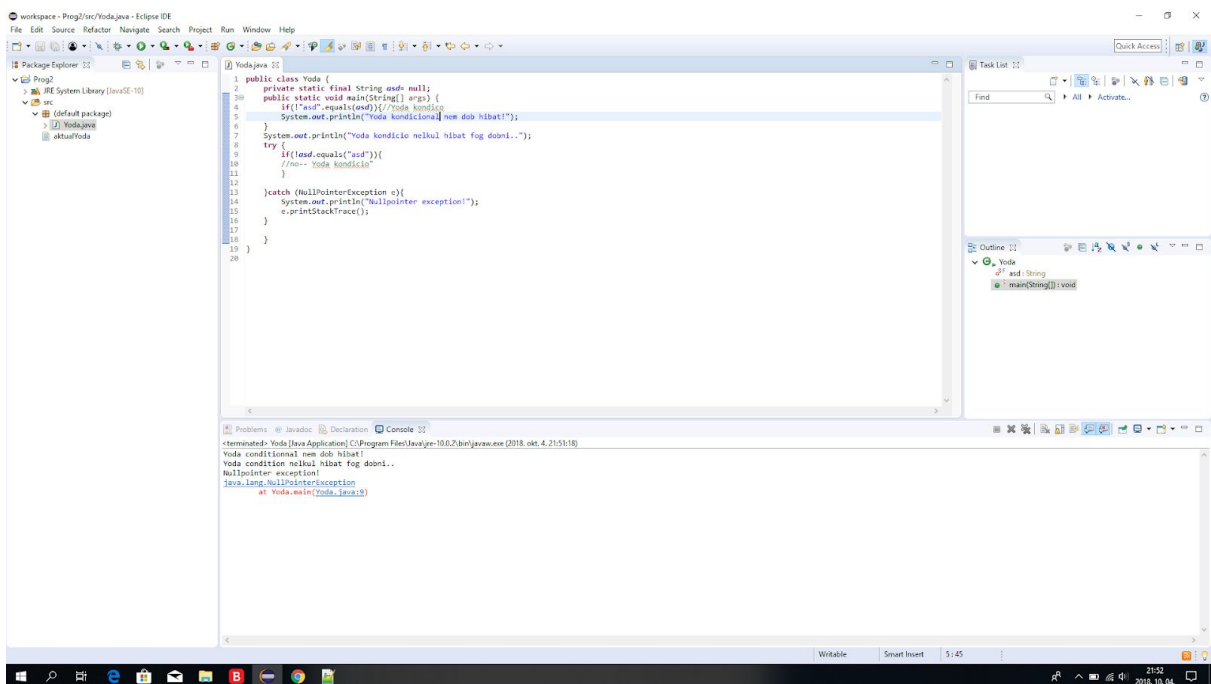 workspace - Prog2/src/Yoda.java - Eclipse IDE
File Edit Source Refactor Navigate Search Project Run Window Help
Quick Access
Package Explorer
Prog2
JRE System Library [JavaSE-10]
src
(default package)
Yoda.java
aktualYoda
Yoda.java
1 public class Yoda {
2 private static final String asd= null;
3 public static void main(String[] args) {
4 if(!"asd".equals(asd)){//Yoda kondico
5 System.out.println("Yoda kondicional nem dob hibat!");
6 }
7 System.out.println("Yoda kondicio nelkul hibat fog dobni..");
8 try {
9 if(!asd.equals("asd")){
10 //no-- Yoda kondicio"
11 }
12
13 }catch (NullPointerException e){
14 System.out.println("Nullpointer exception!");
15 e.printStackTrace();
16 }
17
18 }
19 }
20
Task List
Find All Activate...
Outline
Yoda
asd : String
main(String[]) : void
Problems Javadoc Declaration Console
<terminated> Yoda [Java Application] C:\Program Files\Java\jre-10.0.2\bin\javaw.exe (2018. okt. 4. 21:51:18)
Yoda conditionnal nem dob hibat!
Yoda condition nelkul hibat fog dobni..
Nullpointer exception!
java.lang.NullPointerException
at Yoda.main(Yoda.java:9)
Writable Smart Insert 5:45
21:52
2018. 10. 04.